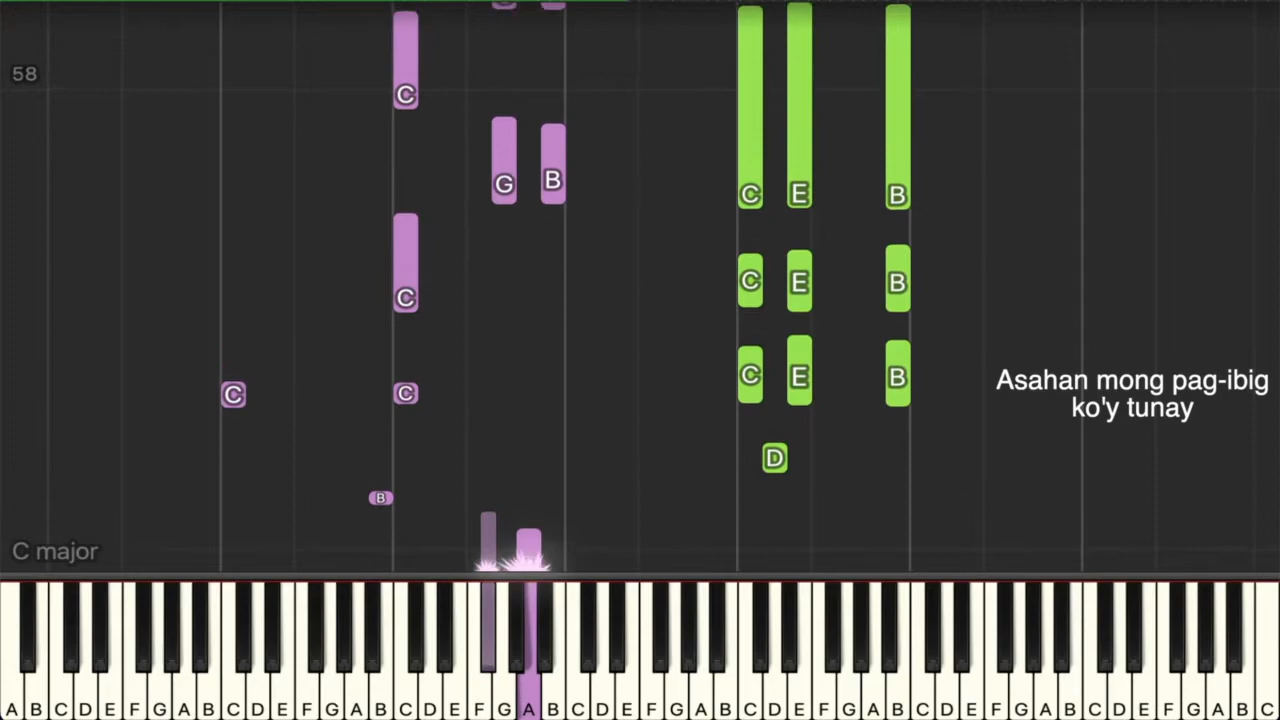 58
C
G B
C E B
C
C E B
C E B
C C
Asahan mong pag-ibig
ko'y tunay
D
B
C major
A B C D E F G A B C D E F G A B C D E F G A B C D E F G A B C D E F G A B C D E F G A B C D E F G A B C